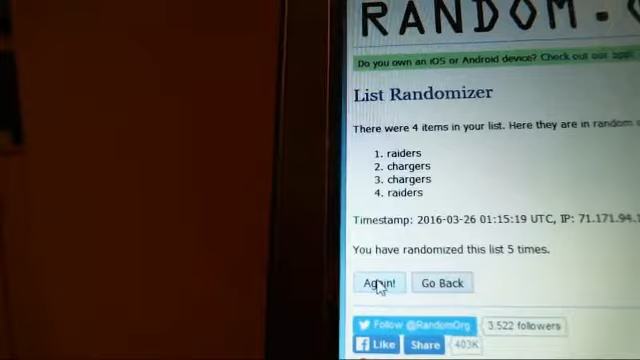 RANDOM.
Do you own an iOS or Android device? Check out our app
List Randomizer
There were 4 items in your list. Here they are in random
1. raiders
2. chargers
3. chargers
4. raiders
Timestamp: 2016-03-26 01:15:19 UTC, IP: 71.171.94.
You have randomized this list 5 times.
Again! Go Back
Follow @RandomOrg 3,522 followers
Like Share 403K